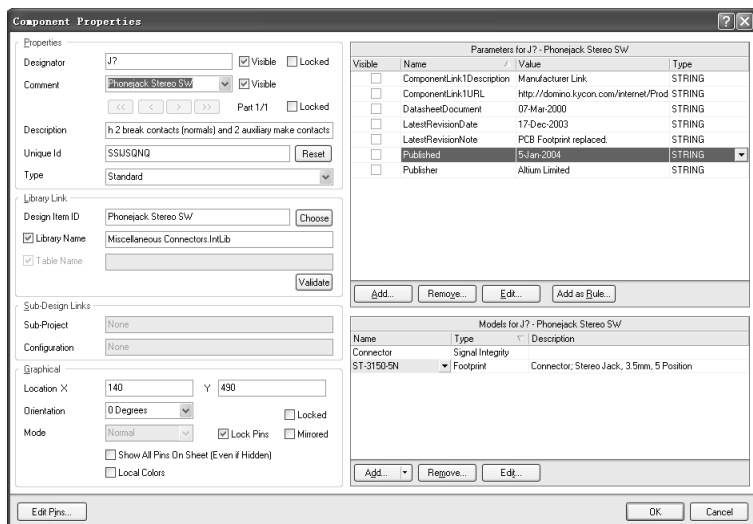 Component Properties
Properties
Designator J? Visible Locked
Comment Phonejack Stereo SW Visible
<< < > >> Part 1/1 Locked
Description h 2 break contacts (normals) and 2 auxiliary make contacts
Unique Id SSIJSQNQ Reset
Type Standard
Library Link
Design Item ID Phonejack Stereo SW Choose
Library Name Miscellaneous Connectors.IntLib
Table Name
Validate
Sub-Design Links
Sub-Project None
Configuration None
Graphical
Location X 140 Y 490
Orientation 0 Degrees Locked
Mode Normal Lock Pins Mirrored
Show All Pins On Sheet (Even if Hidden)
Local Colors
Parameters for J? - Phonejack Stereo SW
Visible Name Value Type
ComponentLink1Description Manufacturer Link STRING
ComponentLink1URL http://domino.kycon.com/internet/Prod STRING
DatasheetDocument 07-Mar-2000 STRING
LatestRevisionDate 17-Dec-2003 STRING
LatestRevisionNote PCB Footprint replaced. STRING
Published 5-Jan-2004 STRING
Publisher Altium Limited STRING
Add... Remove... Edit... Add as Rule...
Models for J? - Phonejack Stereo SW
Name Type Description
Connector Signal Integrity
ST-3150-5N Footprint Connector; Stereo Jack, 3.5mm, 5 Position
Add... Remove... Edit...
Edit Pins... OK Cancel